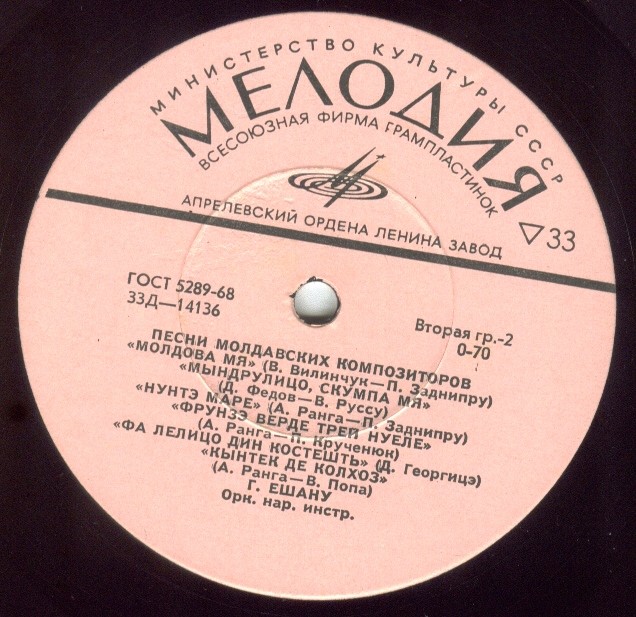 МИНИСТЕРСТВО КУЛЬТУРЫ СССР
МЕЛОДИЯ
ВСЕСОЮЗНАЯ ФИРМА ГРАМПЛАСТИНОК
АПРЕЛЕВСКИЙ ОРДЕНА ЛЕНИНА ЗАВОД
33
ГОСТ 5289-68
33Д—14136
Вторая гр.-2
0-70
ПЕСНИ МОЛДАВСКИХ КОМПОЗИТОРОВ
«МОЛДОВА МЯ» (В. Вилинчук—П. Заднипру)
«МЫНДРУЛИЦО, СКУМПА МЯ»
(Д. Федов—В. Руссу)
«НУНТЭ МАРЕ» (А. Ранга—П. Заднипру)
«ФРУНЗЭ ВЕРДЕ ТРЕЙ НУЕЛЕ»
(А. Ранга—П. Крученюк)
«ФА ЛЕЛИЦО ДИН КОСТЕШТЬ» (Д. Георгицэ)
«КЫНТЕК ДЕ КОЛХОЗ»
(А. Ранга—В. Попа)
Г. ЕШАНУ
Орк. нар. инстр.